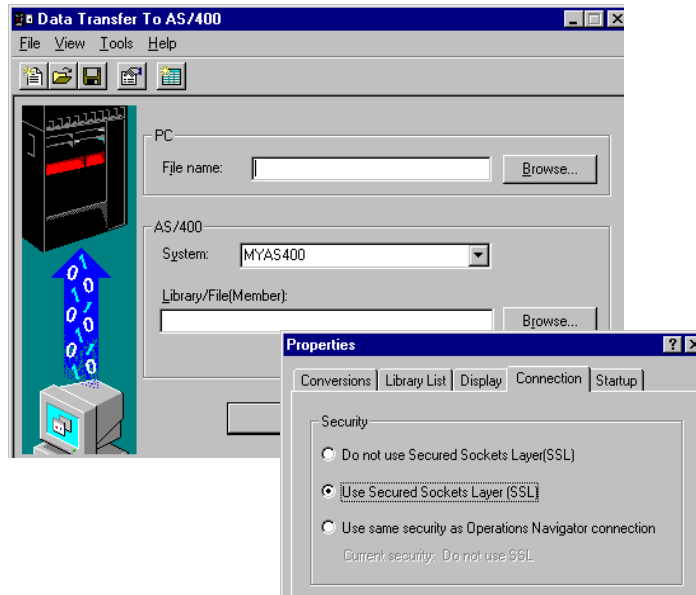 Data Transfer To AS/400
File View Tools Help
PC
File name:
Browse...
AS/400
System: MYAS400
Library/File(Member):
Browse...
Properties
Conversions Library List Display Connection Startup
Security
Do not use Secured Sockets Layer(SSL)
Use Secured Sockets Layer (SSL)
Use same security as Operations Navigator connection
Current security: Do not use SSL